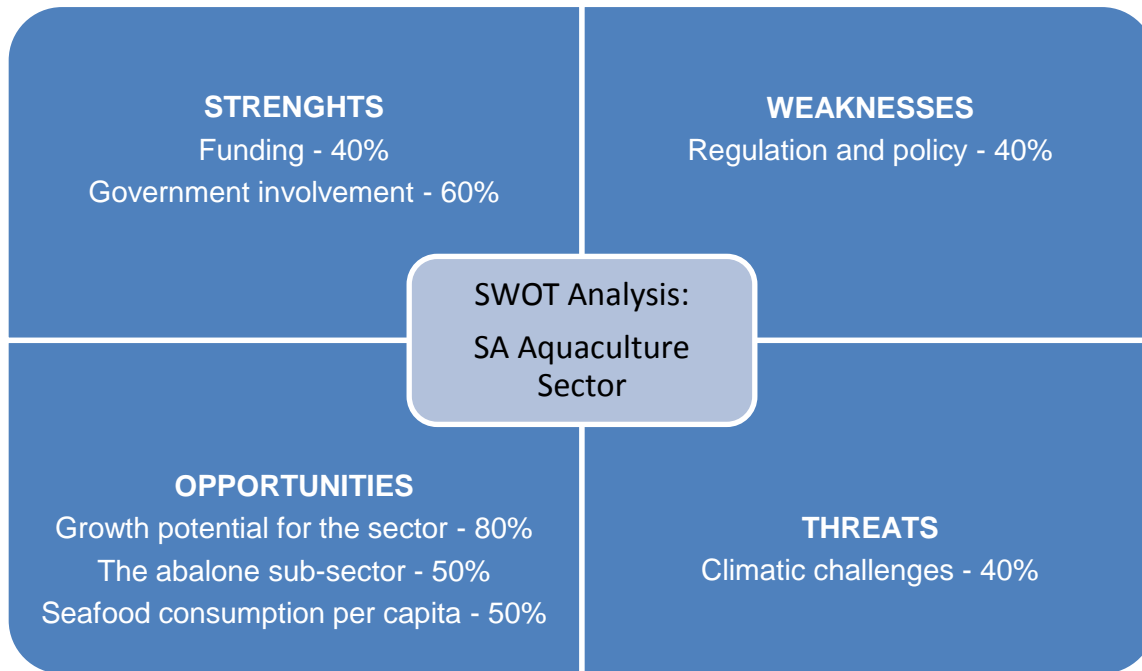 STRENGHTS
Funding - 40%
Government involvement - 60%
WEAKNESSES
Regulation and policy - 40%
SWOT Analysis:
SA Aquaculture
Sector
OPPORTUNITIES
Growth potential for the sector - 80%
The abalone sub-sector - 50%
Seafood consumption per capita - 50%
THREATS
Climatic challenges - 40%